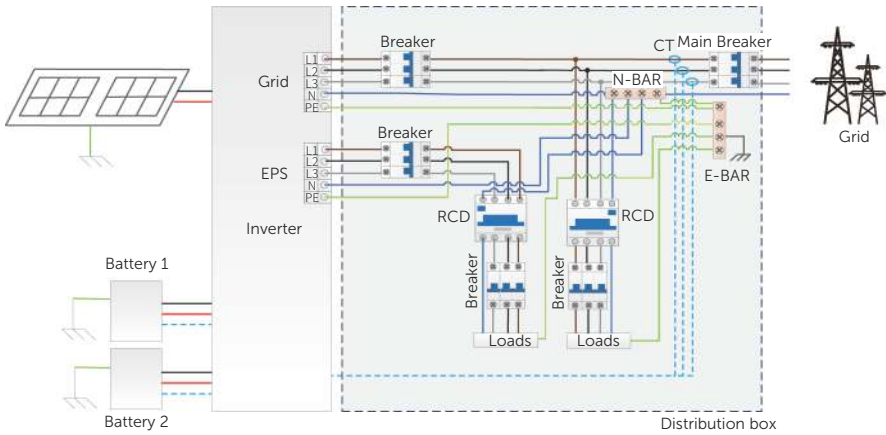 Breaker
CT
Main Breaker
L1
L2
Grid
L3
N-BAR
N
PE
Grid
Breaker
L1
L2
EPS
L3
E-BAR
N
PE
RCD
RCD
Inverter
Battery 1
Breaker
Breaker
Loads
Loads
Battery 2
Distribution box